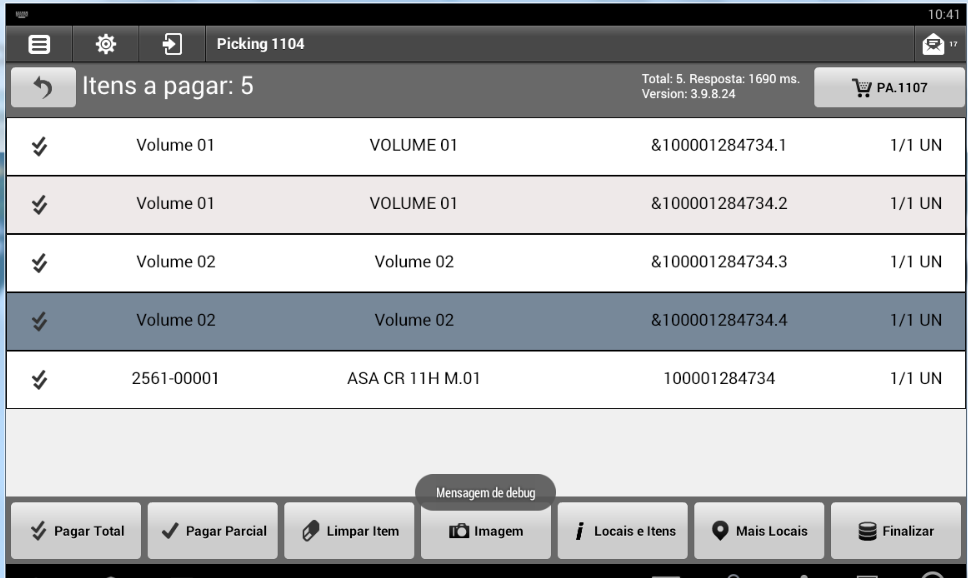 10:41
Picking 1104
17
Itens a pagar: 5
Total: 5. Resposta: 1690 ms.
Version: 3.9.8.24
PA.1107
Volume 01 VOLUME 01 &100001284734.1 1/1 UN
Volume 01 VOLUME 01 &100001284734.2 1/1 UN
Volume 02 Volume 02 &100001284734.3 1/1 UN
Volume 02 Volume 02 &100001284734.4 1/1 UN
2561-00001 ASA CR 11H M.01 100001284734 1/1 UN
Mensagem de debug
Pagar Total Pagar Parcial Limpar Item Imagem Locais e Itens Mais Locais Finalizar